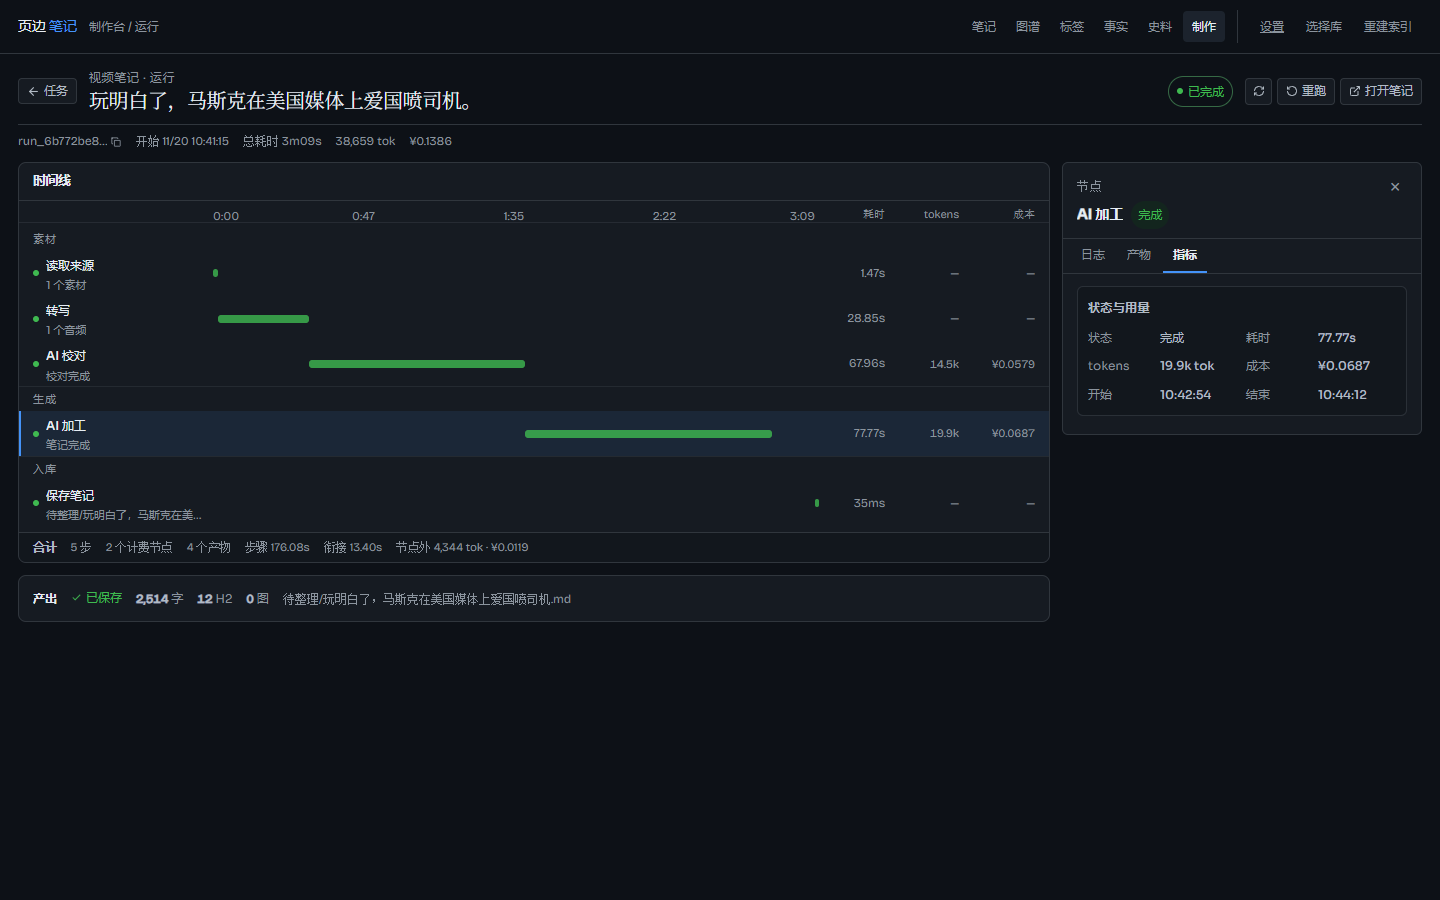 页边 笔记 制作台 / 运行 笔记 图谱 标签 事实 史料 制作 设置 选择库 重建索引
← 任务
视频笔记 · 运行
玩明白了，马斯克在美国媒体上爱国喷司机。
已完成 重跑 打开笔记
run_6b772be8... 开始 11/20 10:41:15 总耗时 3m09s 38,659 tok ¥0.1386
时间线
0:00 0:47 1:35 2:22 3:09 耗时 tokens 成本
素材
读取来源
1 个素材
1.47s — —
转写
1 个音频
28.85s — —
AI 校对
校对完成
67.96s 14.5k ¥0.0579
生成
AI 加工
笔记完成
77.77s 19.9k ¥0.0687
入库
保存笔记
待整理/玩明白了，马斯克在美...
35ms — —
合计 5 步 2 个计费节点 4 个产物 步骤 176.08s 衔接 13.40s 节点外 4,344 tok · ¥0.0119
产出 已保存 2,514 字 12 H2 0 图 待整理/玩明白了，马斯克在美国媒体上爱国喷司机.md
节点
AI 加工 完成
日志 产物 指标
状态与用量
状态 完成 耗时 77.77s
tokens 19.9k tok 成本 ¥0.0687
开始 10:42:54 结束 10:44:12